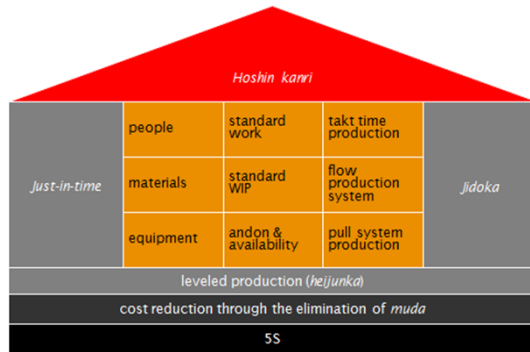 Hoshin kanri
Just-in-time
people
standard
work
takt time
production
materials
standard
WIP
flow
production
system
equipment
andon &
availability
pull system
production
Jidoka
leveled production (heijunka)
cost reduction through the elimination of muda
5S